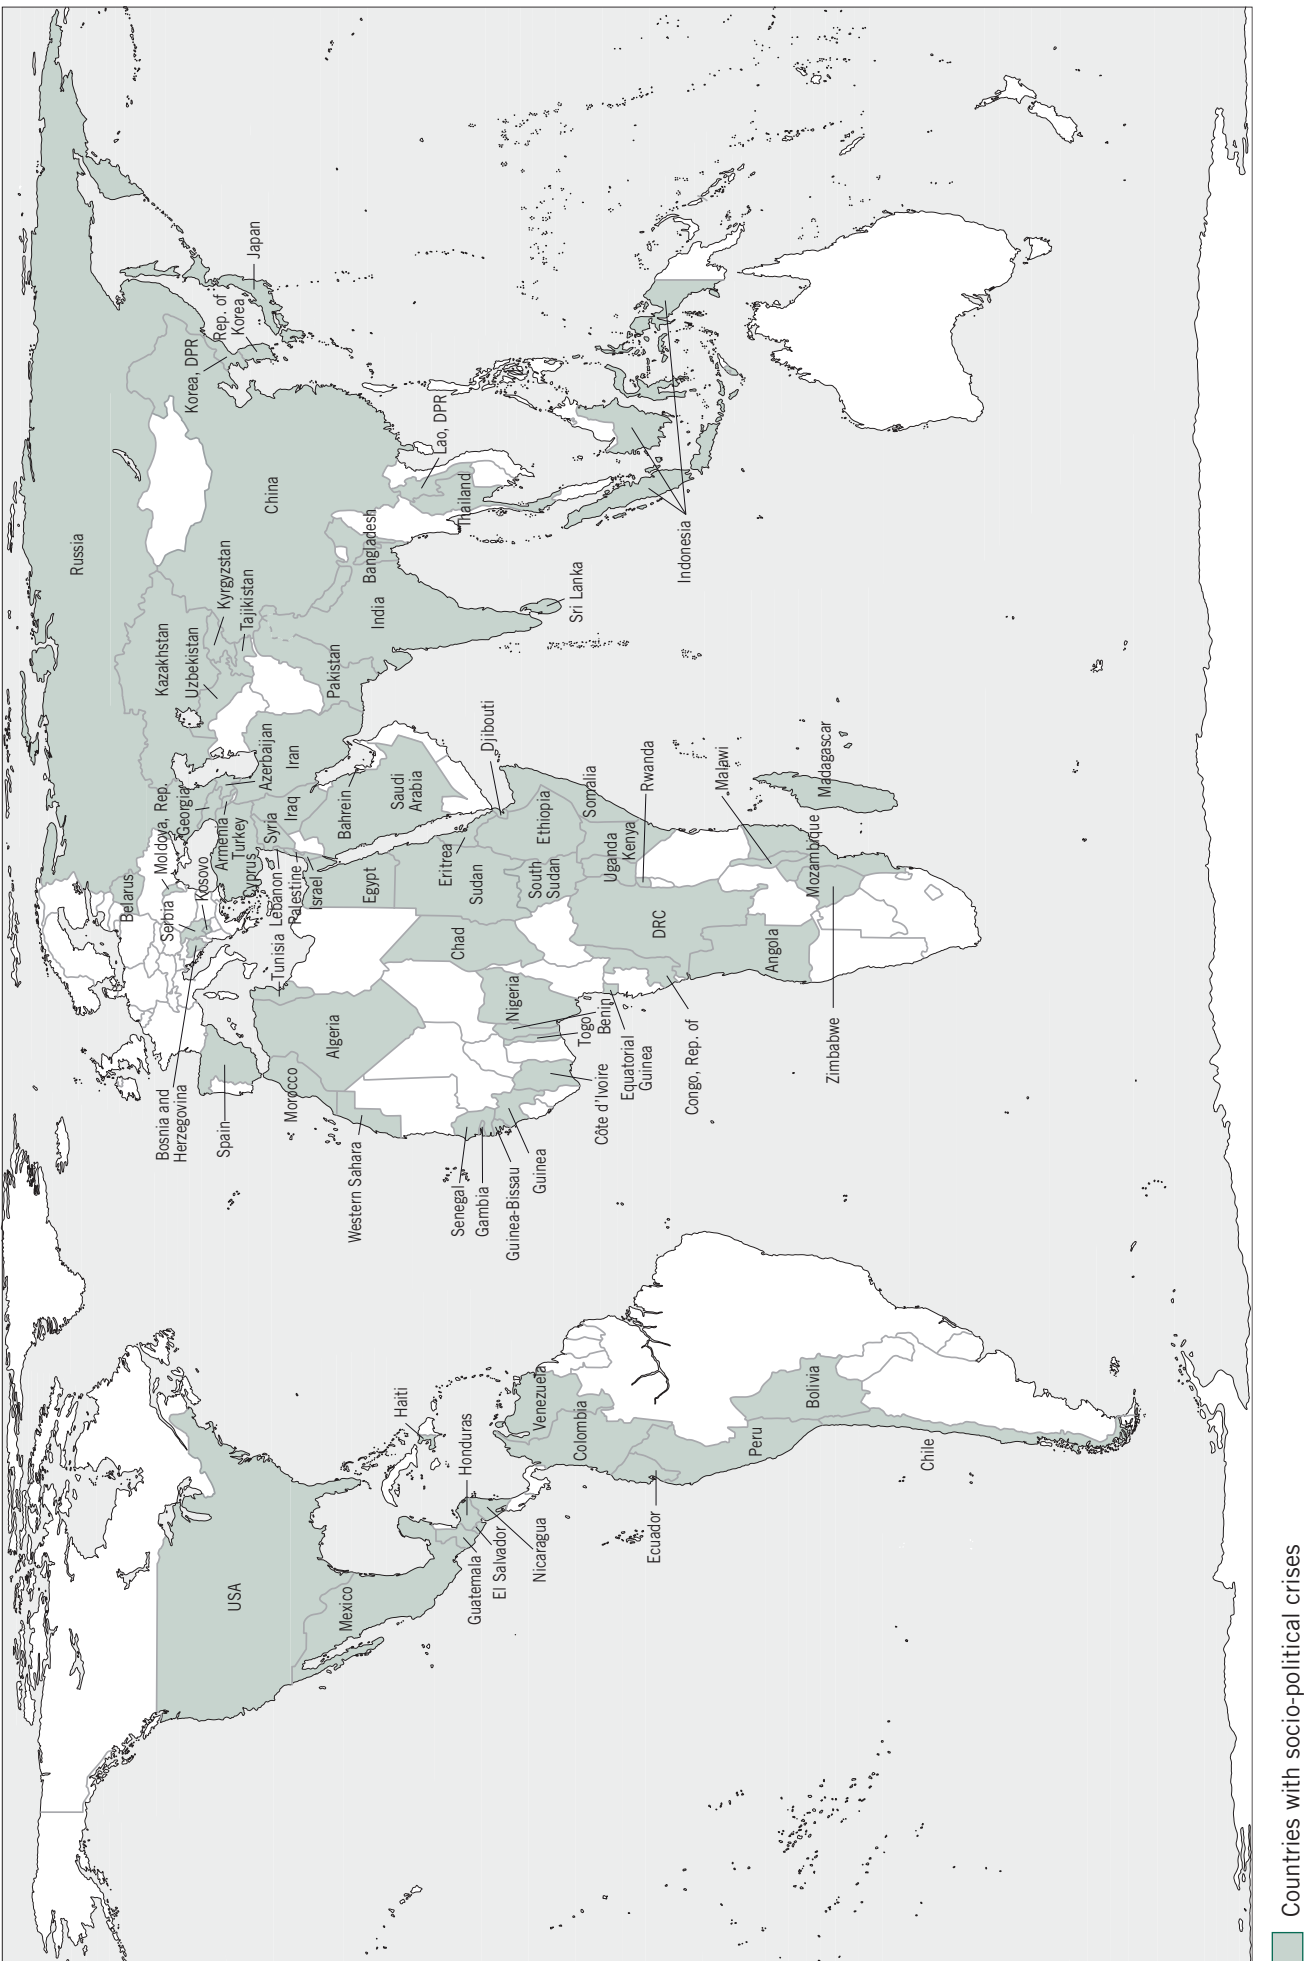 USA
Mexico
Guatemala
El Salvador
Honduras
Nicaragua
Haiti
Venezuela
Colombia
Ecuador
Peru
Bolivia
Chile
Bosnia and
Herzegovina
Spain
Serbia
Kosovo
Belarus
Moldova, Rep.
Georgia
Armenia
Azerbaijan
Turkey
Cyprus
Syria
Lebanon
Palestine
Israel
Iraq
Iran
Bahrein
Saudi
Arabia
Russia
Kazakhstan
Uzbekistan
Kyrgyzstan
Tajikistan
Pakistan
India
Bangladesh
Sri Lanka
China
Korea, DPR
Rep. of
Korea
Japan
Lao, DPR
Thailand
Indonesia
Tunisia
Algeria
Morocco
Western Sahara
Senegal
Gambia
Guinea-Bissau
Guinea
Côte d'Ivoire
Togo
Benin
Nigeria
Equatorial
Guinea
Congo, Rep. of
Chad
Egypt
Sudan
South
Sudan
Eritrea
Djibouti
Ethiopia
Somalia
Uganda
Kenya
Rwanda
DRC
Angola
Malawi
Mozambique
Zimbabwe
Madagascar
Countries with socio-political crises